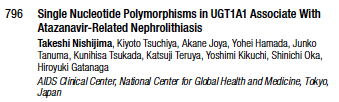 796 Single Nucleotide Polymorphisms in UGT1A1 Associate With
Atazanavir-Related Nephrolithiasis
Takeshi Nishijima, Kiyoto Tsuchiya, Akane Joya, Yohei Hamada, Junko
Tanuma, Kunihisa Tsukada, Katsuji Teruya, Yoshimi Kikuchi, Shinichi Oka,
Hiroyuki Gatanaga
AIDS Clinical Center, National Center for Global Health and Medicine, Tokyo,
Japan